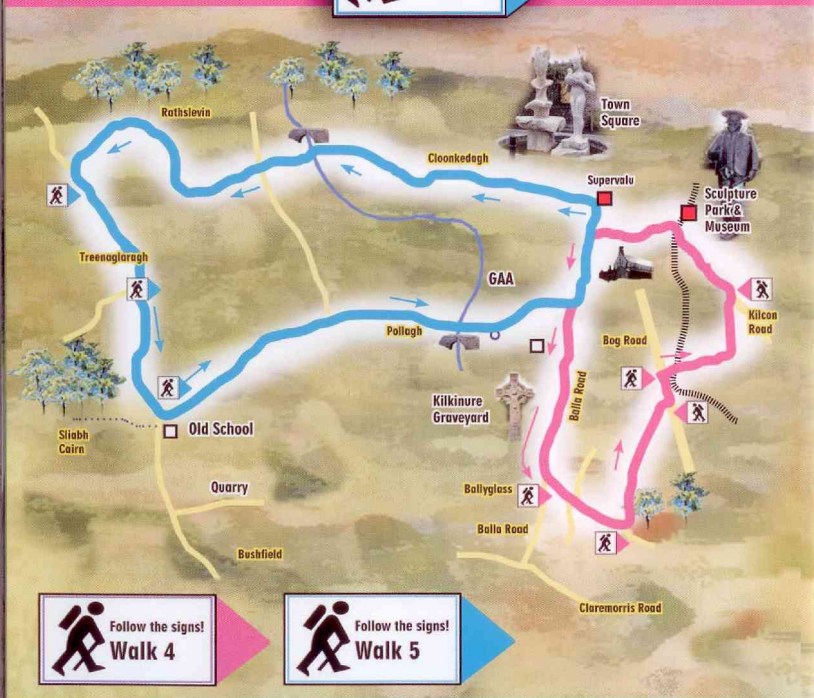 Rathslevin
Town
Square
Cloonkedagh
Supervalu
Sculpture
Park &
Museum
Treenaglaragh
GAA
Kilcon
Road
Pollagh
Bog Road
Balla Road
Kilkinure
Graveyard
Old School
Sliabh
Cairn
Quarry
Ballyglass
Balla Road
Bushfield
Claremorris Road
Follow the signs!
Walk 4
Follow the signs!
Walk 5